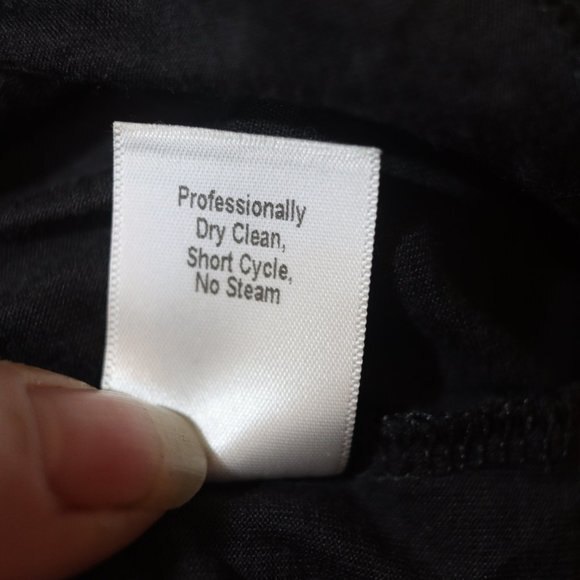 Professionally
Dry Clean,
Short Cycle,
No Steam